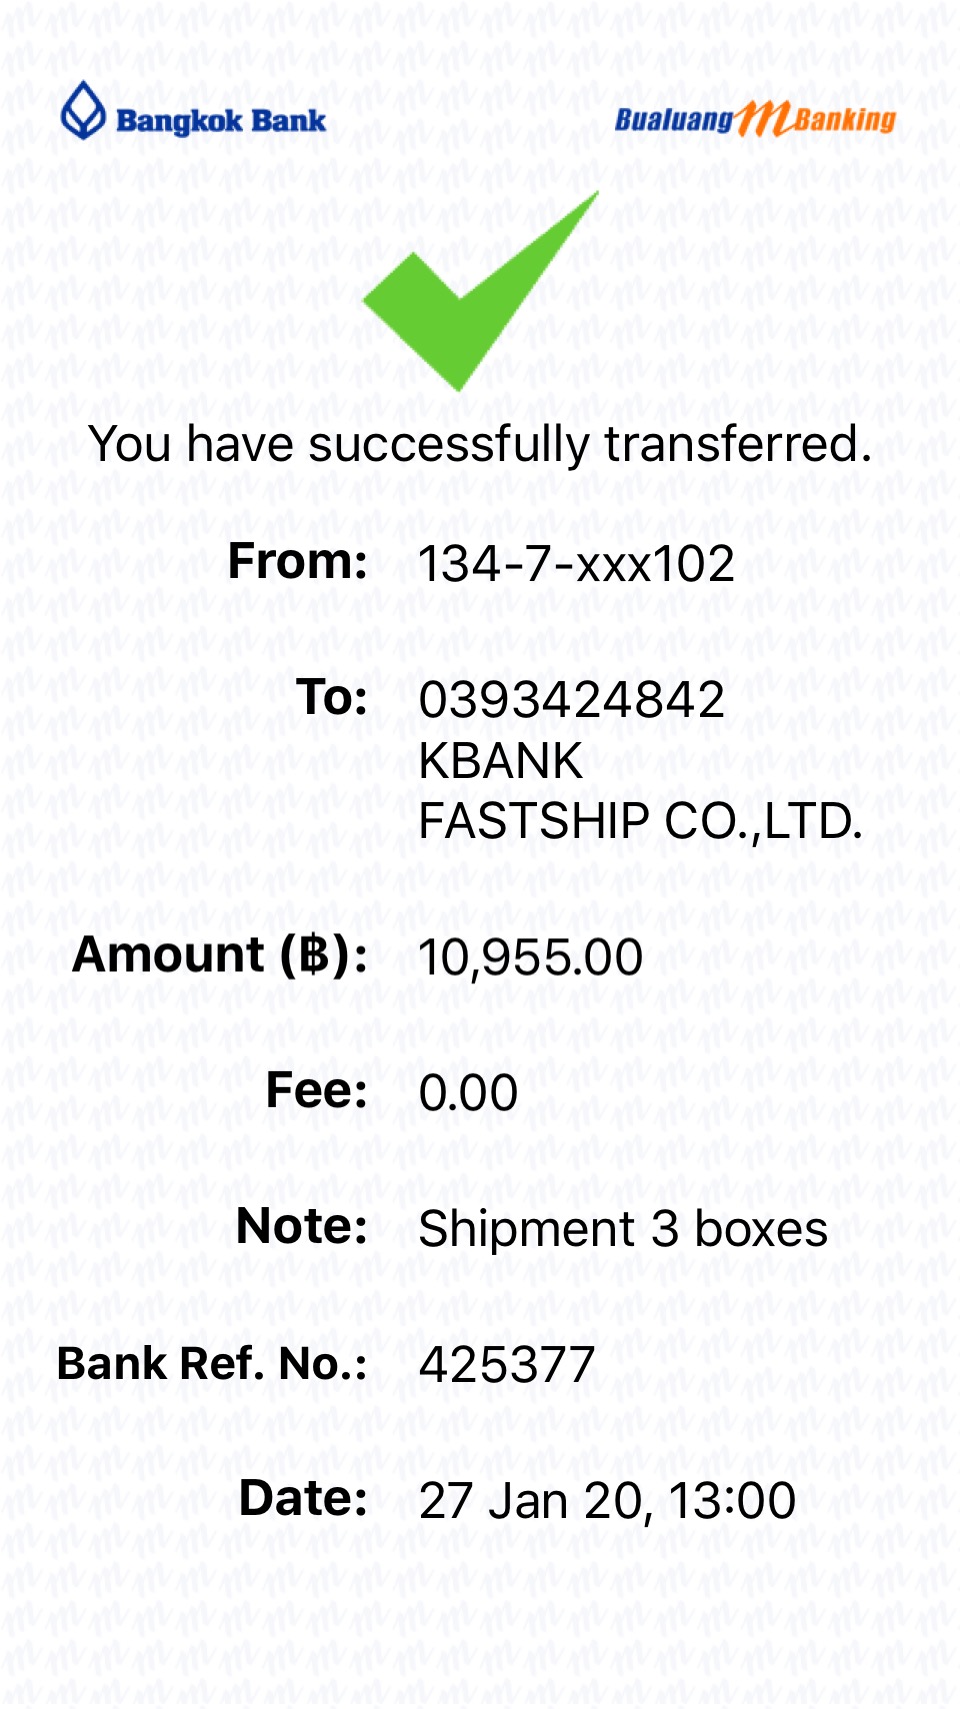 Bangkok Bank
Bualuang mBanking
You have successfully transferred.
From: 134-7-xxx102
To: 0393424842
KBANK
FASTSHIP CO.,LTD.
Amount (฿): 10,955.00
Fee: 0.00
Note: Shipment 3 boxes
Bank Ref. No.: 425377
Date: 27 Jan 20, 13:00